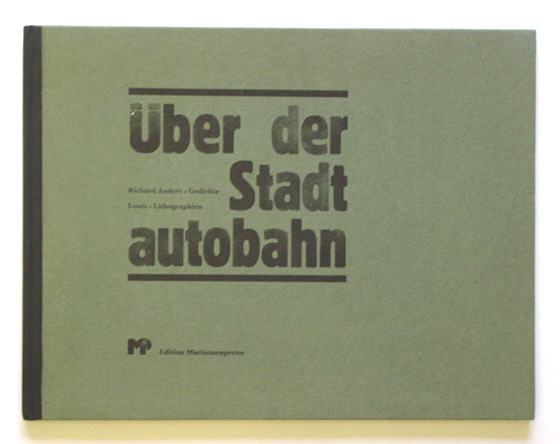 Über der
Stadt
autobahn
Richard Anders · Gedichte
Louis · Lithographien
MP Edition Mariannenpresse